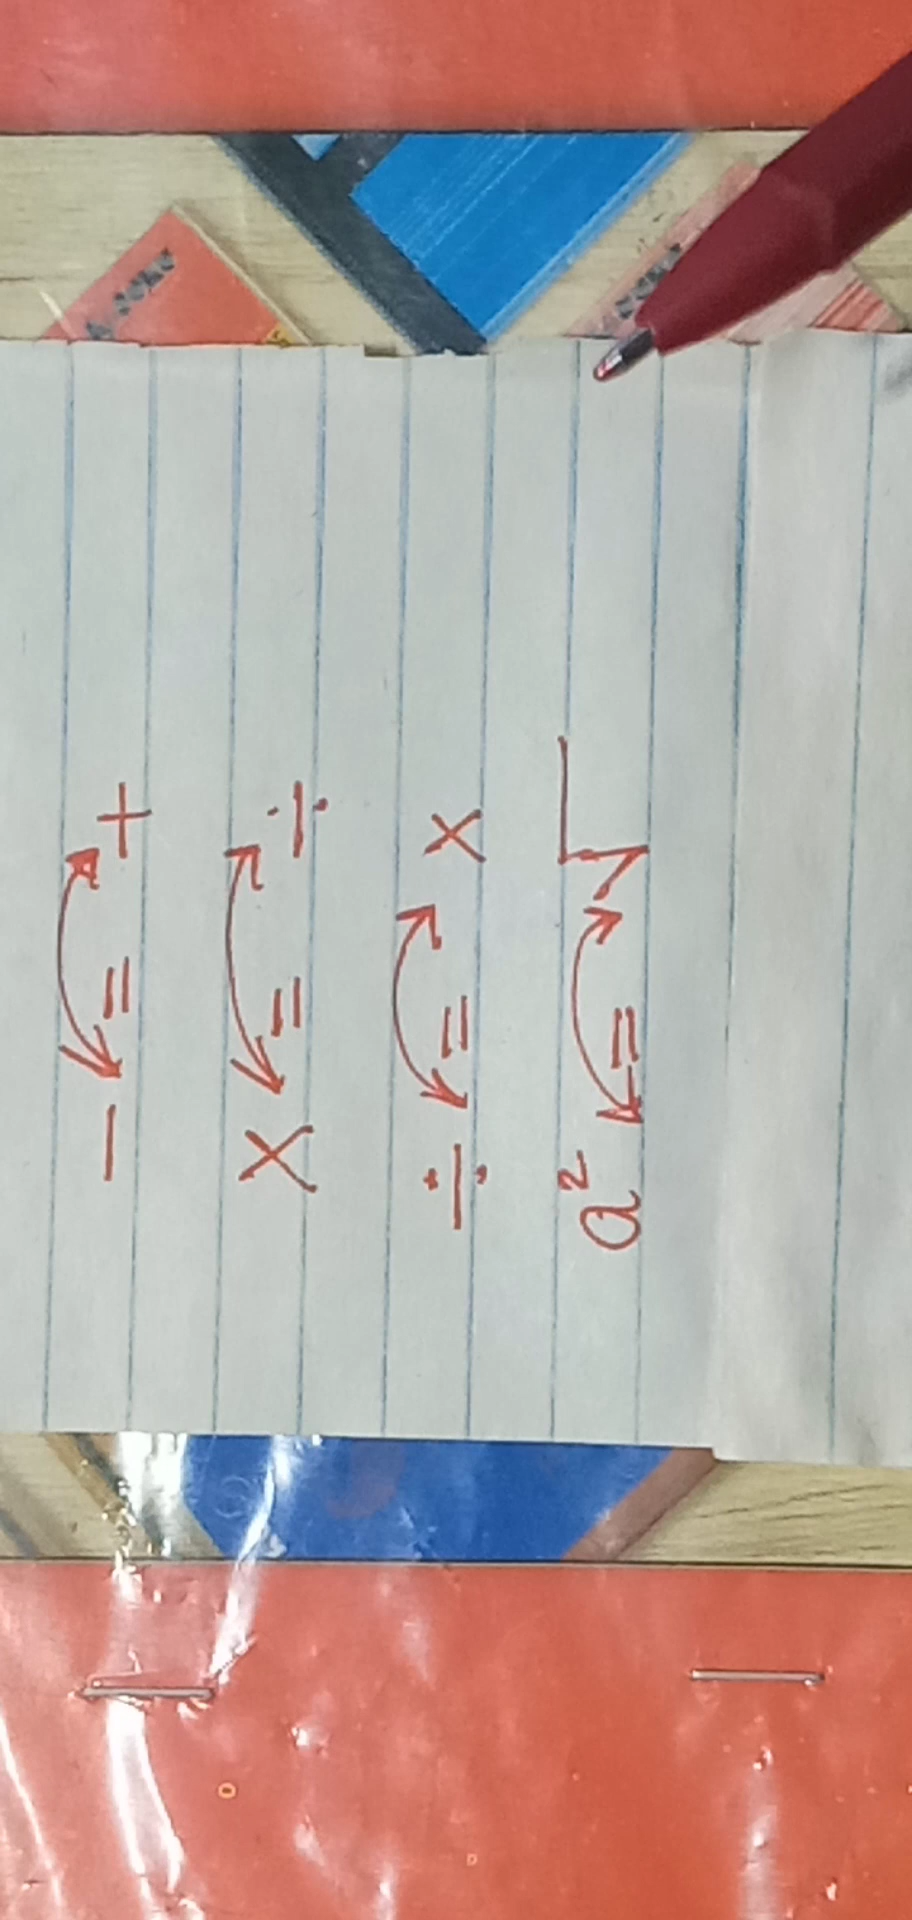 − = +
× = ÷
÷ = ×
a² = √